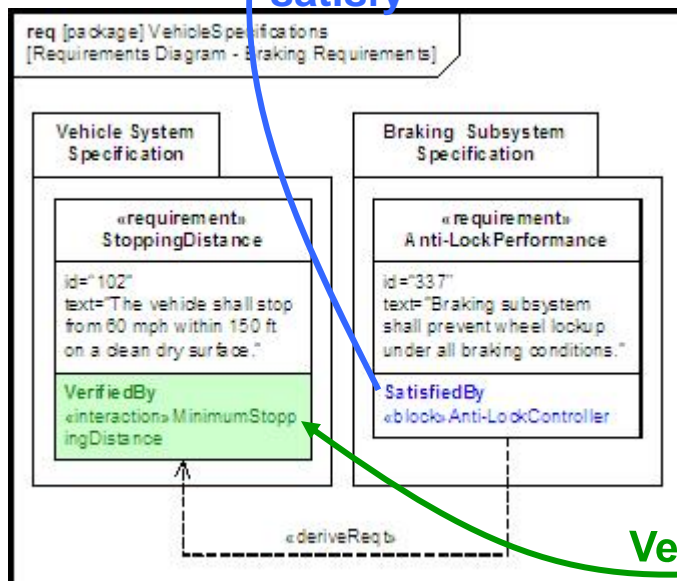 satisfy
req [package] VehicleSpecifications
[Requirements Diagram - Braking Requirements]
Vehicle System
Specification
Braking Subsystem
Specification
«requirement»
StoppingDistance
id="102"
text="The vehicle shall stop
from 60 mph within 150 ft
on a clean dry surface."
VerifiedBy
«interaction» MinimumStopp
ingDistance
«requirement»
Anti-LockPerformance
id="337"
text="Braking subsystem
shall prevent wheel lockup
under all braking conditions."
SatisfiedBy
«block» Anti-LockController
«deriveReqt»
Ve